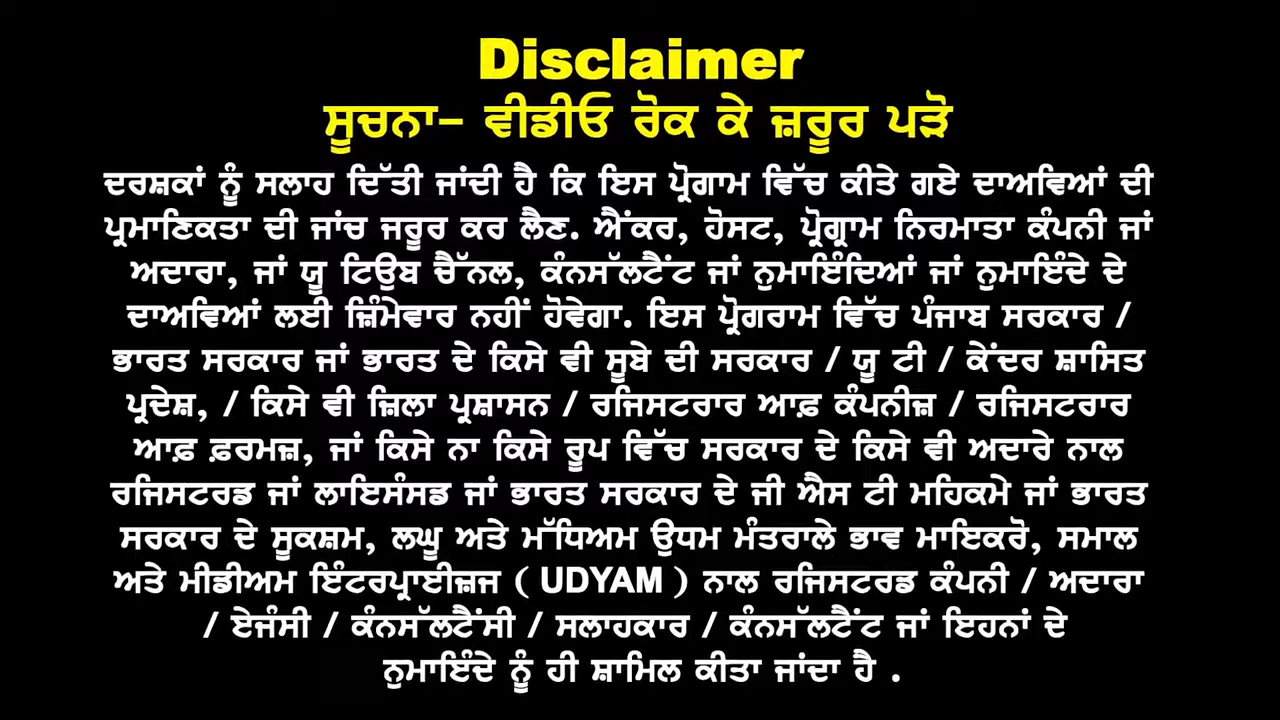 Disclaimer
ਸੂਚਨਾ- ਵੀਡੀਓ ਰੋਕ ਕੇ ਜ਼ਰੂਰ ਪੜੋ
ਦਰਸ਼ਕਾਂ ਨੂੰ ਸਲਾਹ ਦਿੱਤੀ ਜਾਂਦੀ ਹੈ ਕਿ ਇਸ ਪ੍ਰੋਗਾਮ ਵਿੱਚ ਕੀਤੇ ਗਏ ਦਾਅਵਿਆਂ ਦੀ
ਪ੍ਰਮਾਣਿਕਤਾ ਦੀ ਜਾਂਚ ਜਰੂਰ ਕਰ ਲੈਣ. ਐਂਕਰ, ਹੋਸਟ, ਪ੍ਰੋਗ੍ਰਾਮ ਨਿਰਮਾਤਾ ਕੰਪਨੀ ਜਾਂ
ਅਦਾਰਾ, ਜਾਂ ਯੂ ਟਿਊਬ ਚੈੱਨਲ, ਕੰਨਸੱਲਟੈਂਟ ਜਾਂ ਨੁਮਾਇੰਦਿਆਂ ਜਾਂ ਨੁਮਾਇੰਦੇ ਦੇ
ਦਾਅਵਿਆਂ ਲਈ ਜ਼ਿੰਮੇਵਾਰ ਨਹੀਂ ਹੋਵੇਗਾ. ਇਸ ਪ੍ਰੋਗਰਾਮ ਵਿੱਚ ਪੰਜਾਬ ਸਰਕਾਰ /
ਭਾਰਤ ਸਰਕਾਰ ਜਾਂ ਭਾਰਤ ਦੇ ਕਿਸੇ ਵੀ ਸੂਬੇ ਦੀ ਸਰਕਾਰ / ਯੂ ਟੀ / ਕੇਂਦਰ ਸ਼ਾਸਿਤ
ਪ੍ਰਦੇਸ਼, / ਕਿਸੇ ਵੀ ਜ਼ਿਲਾ ਪ੍ਰਸ਼ਾਸਨ / ਰਜਿਸਟਰਾਰ ਆਫ਼ ਕੰਪਨੀਜ਼ / ਰਜਿਸਟਰਾਰ
ਆਫ਼ ਫ਼ਰਮਜ਼, ਜਾਂ ਕਿਸੇ ਨਾ ਕਿਸੇ ਰੂਪ ਵਿੱਚ ਸਰਕਾਰ ਦੇ ਕਿਸੇ ਵੀ ਅਦਾਰੇ ਨਾਲ
ਰਜਿਸਟਰਡ ਜਾਂ ਲਾਇਸੰਸਡ ਜਾਂ ਭਾਰਤ ਸਰਕਾਰ ਦੇ ਜੀ ਐਸ ਟੀ ਮਹਿਕਮੇ ਜਾਂ ਭਾਰਤ
ਸਰਕਾਰ ਦੇ ਸੂਕਸ਼ਮ, ਲਘੂ ਅਤੇ ਮੱਧਿਅਮ ਉਧਮ ਮੰਤਰਾਲੇ ਭਾਵ ਮਾਇਕਰੋ, ਸਮਾਲ
ਅਤੇ ਮੀਡੀਅਮ ਇੰਟਰਪ੍ਰਾਈਜ਼ਜ ( UDYAM ) ਨਾਲ ਰਜਿਸਟਰਡ ਕੰਪਨੀ / ਅਦਾਰਾ
/ ਏਜੰਸੀ / ਕੰਨਸੱਲਟੈਂਸੀ / ਸਲਾਹਕਾਰ / ਕੰਨਸੱਲਟੈਂਟ ਜਾਂ ਇਹਨਾਂ ਦੇ
ਨੁਮਾਇੰਦੇ ਨੂੰ ਹੀ ਸ਼ਾਮਿਲ ਕੀਤਾ ਜਾਂਦਾ ਹੈ .